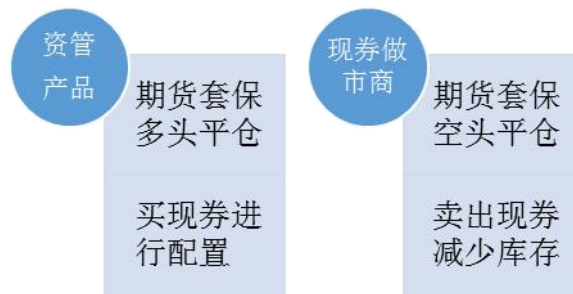 资管
产品
期货套保
多头平仓
买现券进
行配置
现券做
市商
期货套保
空头平仓
卖出现券
减少库存